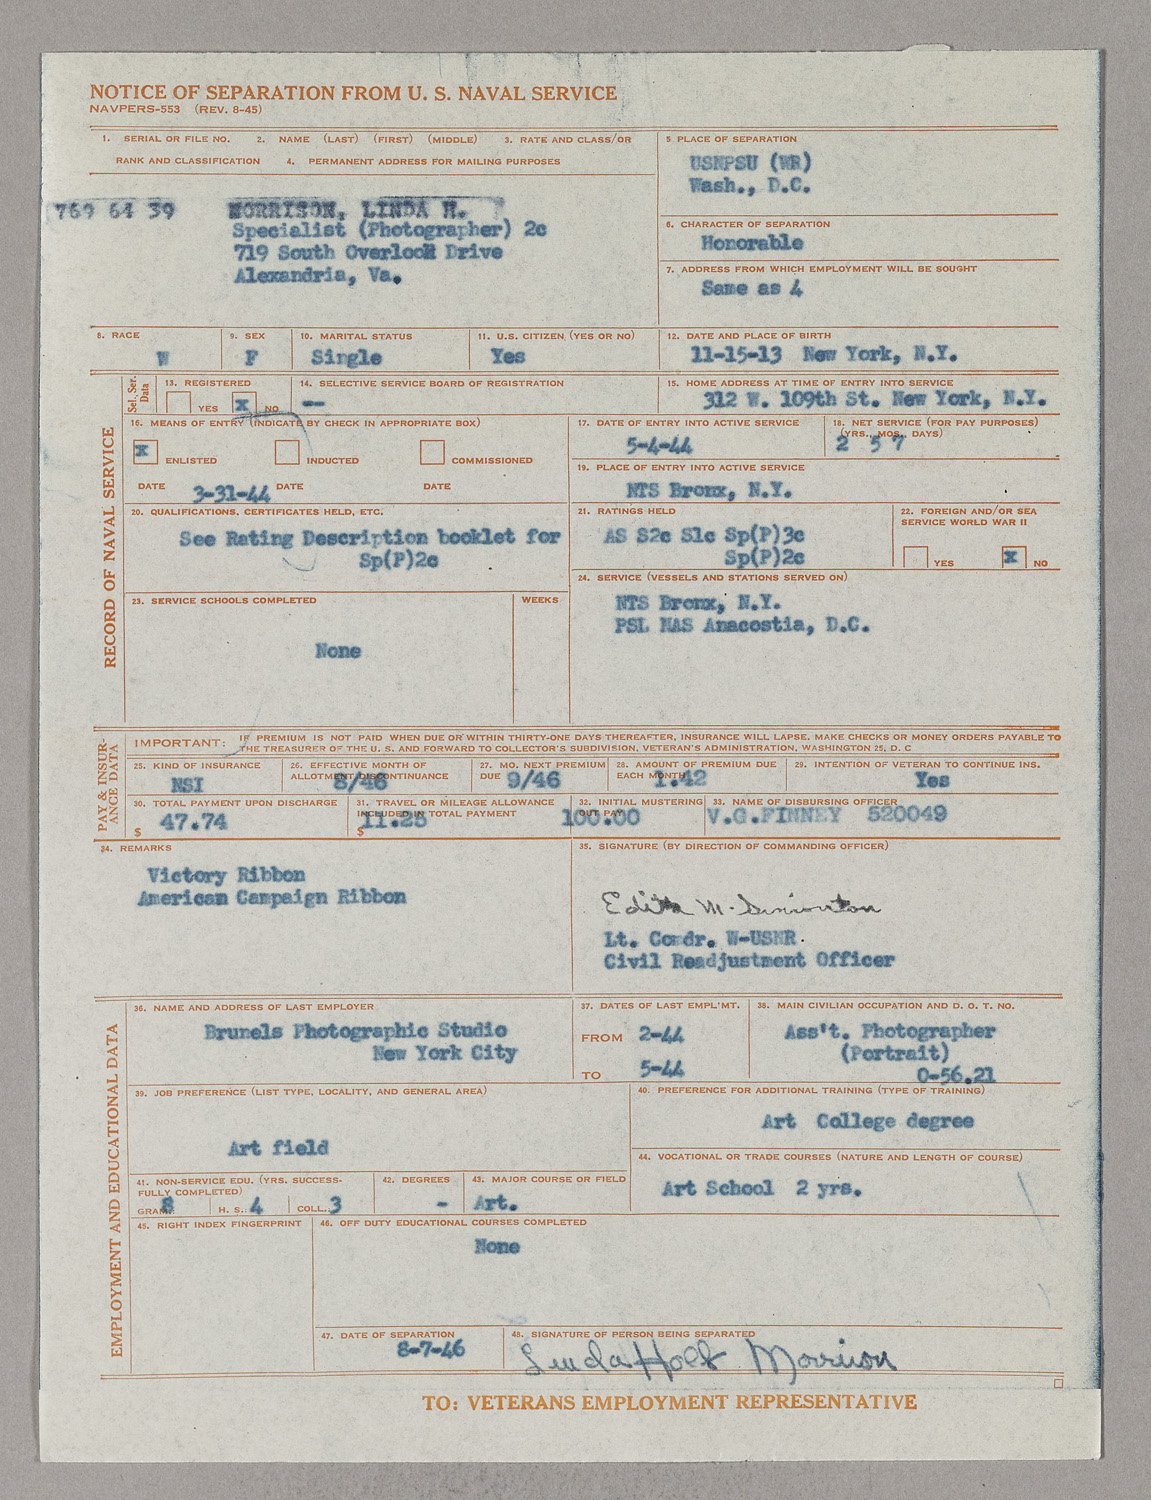 NOTICE OF SEPARATION FROM U. S. NAVAL SERVICE
NAVPERS-553 (REV. 8-45)
1. SERIAL OR FILE NO. 2. NAME (LAST) (FIRST) (MIDDLE) 3. RATE AND CLASS/OR
RANK AND CLASSIFICATION 4. PERMANENT ADDRESS FOR MAILING PURPOSES
769 64 39 MORRISON, LINDA H.
Specialist (Photographer) 2c
719 South Overlook Drive
Alexandria, Va.
5 PLACE OF SEPARATION
USNPSU (WR)
Wash., D.C.
6. CHARACTER OF SEPARATION
Honorable
7. ADDRESS FROM WHICH EMPLOYMENT WILL BE SOUGHT
Same as 4
8. RACE
W
9. SEX
F
10. MARITAL STATUS
Single
11. U.S. CITIZEN (YES OR NO)
Yes
12. DATE AND PLACE OF BIRTH
11-15-13 New York, N.Y.
Sel. Ser.
Data
13. REGISTERED
YES X NO
14. SELECTIVE SERVICE BOARD OF REGISTRATION
--
15. HOME ADDRESS AT TIME OF ENTRY INTO SERVICE
312 W. 109th St. New York, N.Y.
RECORD OF NAVAL SERVICE
16. MEANS OF ENTRY (INDICATE BY CHECK IN APPROPRIATE BOX)
X ENLISTED INDUCTED COMMISSIONED
DATE 3-31-44 DATE DATE
17. DATE OF ENTRY INTO ACTIVE SERVICE
5-4-44
18. NET SERVICE (FOR PAY PURPOSES)
(YRS., MOS., DAYS)
2 5 7
19. PLACE OF ENTRY INTO ACTIVE SERVICE
NTS Bronx, N.Y.
20. QUALIFICATIONS, CERTIFICATES HELD, ETC.
See Rating Description booklet for
Sp(P)2c
21. RATINGS HELD
AS S2c S1c Sp(P)3c
Sp(P)2c
22. FOREIGN AND/OR SEA
SERVICE WORLD WAR II
YES X NO
23. SERVICE SCHOOLS COMPLETED WEEKS
None
24. SERVICE (VESSELS AND STATIONS SERVED ON)
NTS Bronx, N.Y.
PSL NAS Anacostia, D.C.
PAY & INSUR-
ANCE DATA
IMPORTANT: IF PREMIUM IS NOT PAID WHEN DUE OR WITHIN THIRTY-ONE DAYS THEREAFTER, INSURANCE WILL LAPSE. MAKE CHECKS OR MONEY ORDERS PAYABLE TO
THE TREASURER OF THE U. S. AND FORWARD TO COLLECTOR'S SUBDIVISION, VETERAN'S ADMINISTRATION, WASHINGTON 25, D. C
25. KIND OF INSURANCE
NSI
26. EFFECTIVE MONTH OF
ALLOTMENT DISCONTINUANCE
8/46
27. MO. NEXT PREMIUM
DUE 9/46
28. AMOUNT OF PREMIUM DUE
EACH MONTH
1.42
29. INTENTION OF VETERAN TO CONTINUE INS.
Yes
30. TOTAL PAYMENT UPON DISCHARGE
$ 47.74
31. TRAVEL OR MILEAGE ALLOWANCE
INCLUDED IN TOTAL PAYMENT
$ 11.25
32. INITIAL MUSTERING
OUT PAY
100.00
33. NAME OF DISBURSING OFFICER
V.G.FINNEY 520049
34. REMARKS
Victory Ribbon
American Campaign Ribbon
35. SIGNATURE (BY DIRECTION OF COMMANDING OFFICER)
Edith M. Simonton
Lt. Comdr. W-USNR.
Civil Readjustment Officer
EMPLOYMENT AND EDUCATIONAL DATA
36. NAME AND ADDRESS OF LAST EMPLOYER
Brunels Photographic Studio
New York City
37. DATES OF LAST EMPL'MT.
FROM 2-44
TO 5-44
38. MAIN CIVILIAN OCCUPATION AND D. O. T. NO.
Ass't. Photographer
(Portrait)
0-56.21
39. JOB PREFERENCE (LIST TYPE, LOCALITY, AND GENERAL AREA)
Art field
40. PREFERENCE FOR ADDITIONAL TRAINING (TYPE OF TRAINING)
Art College degree
41. NON-SERVICE EDU. (YRS. SUCCESS-
FULLY COMPLETED)
GRAM: 8 H. S.: 4 COLL.: 3
42. DEGREES
-
43. MAJOR COURSE OR FIELD
Art.
44. VOCATIONAL OR TRADE COURSES (NATURE AND LENGTH OF COURSE)
Art School 2 yrs.
45. RIGHT INDEX FINGERPRINT
46. OFF DUTY EDUCATIONAL COURSES COMPLETED
None
47. DATE OF SEPARATION
8-7-46
48. SIGNATURE OF PERSON BEING SEPARATED
Linda Holt Morrison
TO: VETERANS EMPLOYMENT REPRESENTATIVE